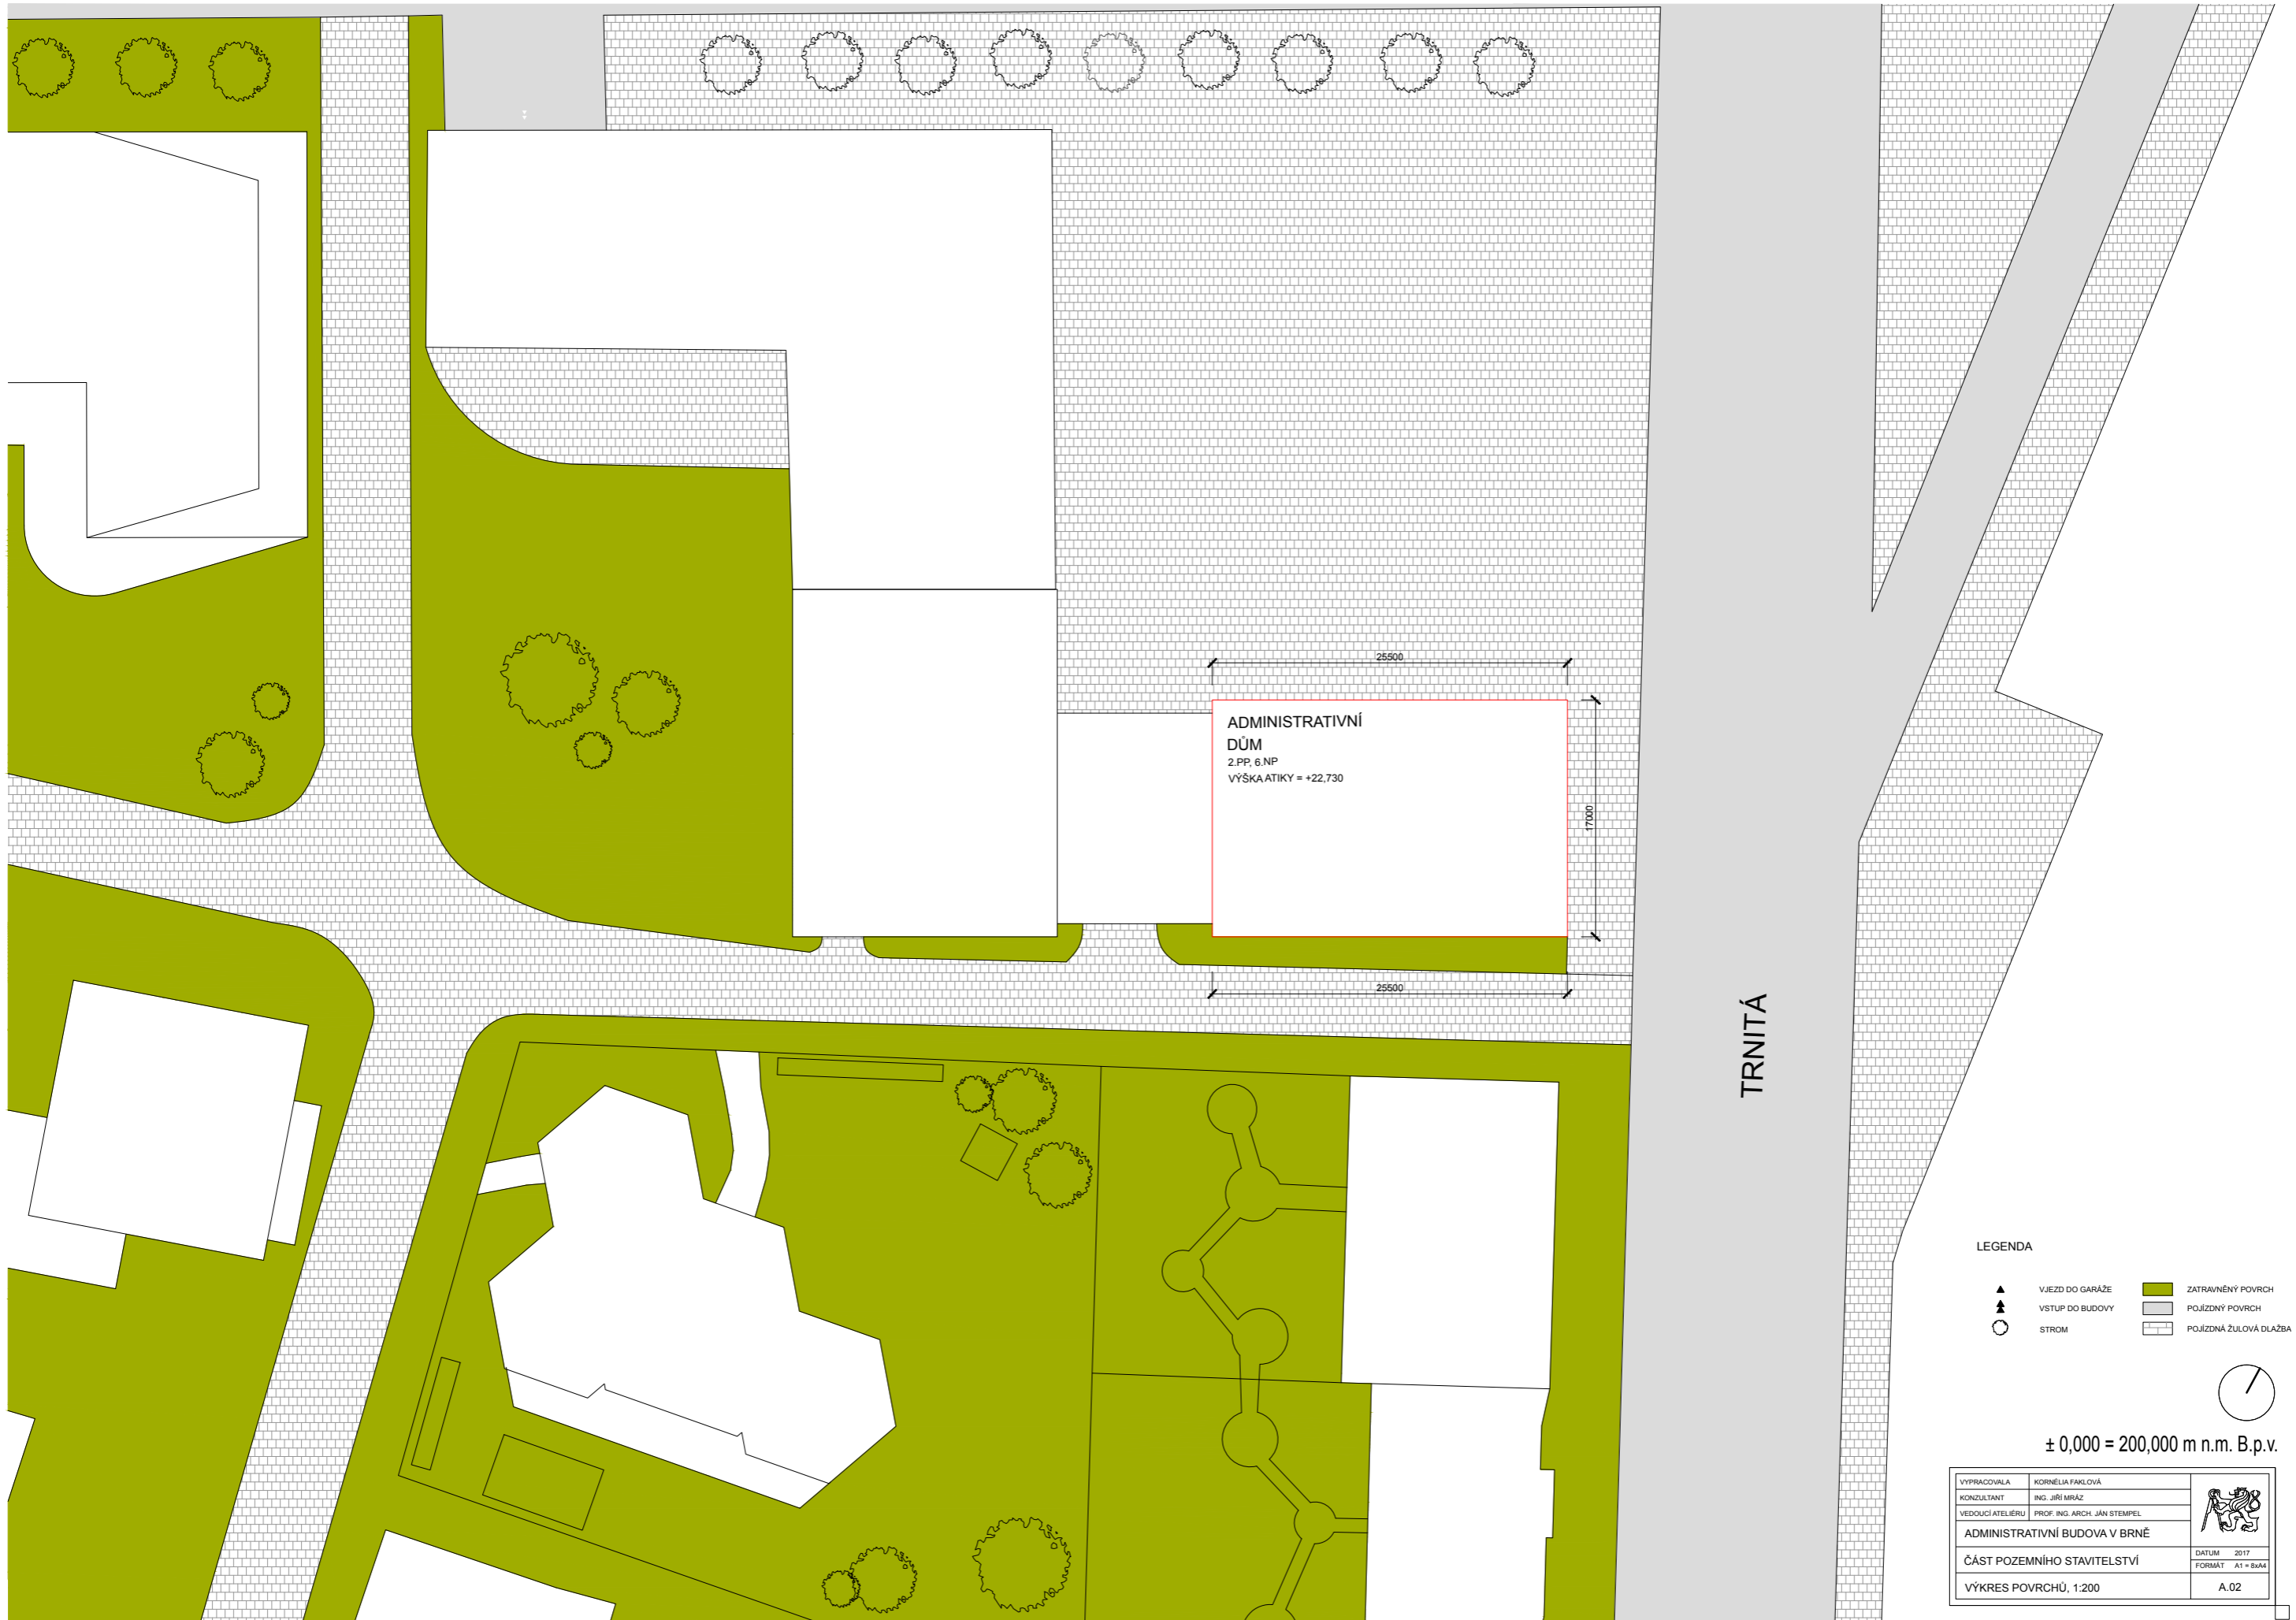 25500
ADMINISTRATIVNÍ
DŮM
2.PP, 6.NP
VÝŠKA ATIKY = +22,730
17000
25500
TRNITÁ
LEGENDA
VJEZD DO GARÁŽE
ZATRAVNĚNÝ POVRCH
VSTUP DO BUDOVY
POJÍZDNÝ POVRCH
STROM
POJÍZDNÁ ŽULOVÁ DLAŽBA
± 0,000 = 200,000 m n.m. B.p.v.
VYPRACOVALA KORNÉLIA FAKLOVÁ
KONZULTANT ING. JIŘÍ MRÁZ
VEDOUCÍ ATELIÉRU PROF. ING. ARCH. JÁN STEMPEL
ADMINISTRATIVNÍ BUDOVA V BRNĚ
ČÁST POZEMNÍHO STAVITELSTVÍ
DATUM 2017
FORMÁT A1 = 8xA4
VÝKRES POVRCHŮ, 1:200
A.02